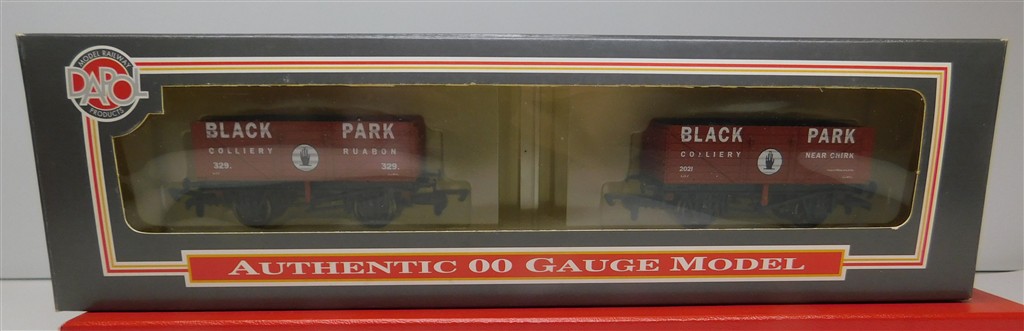 MODEL RAILWAY
DAPOL
PRODUCTS
BLACK PARK
COLLIERY RUABON
329. 329.
BLACK PARK
COLLIERY NEAR CHIRK
2021
AUTHENTIC 00 GAUGE MODEL